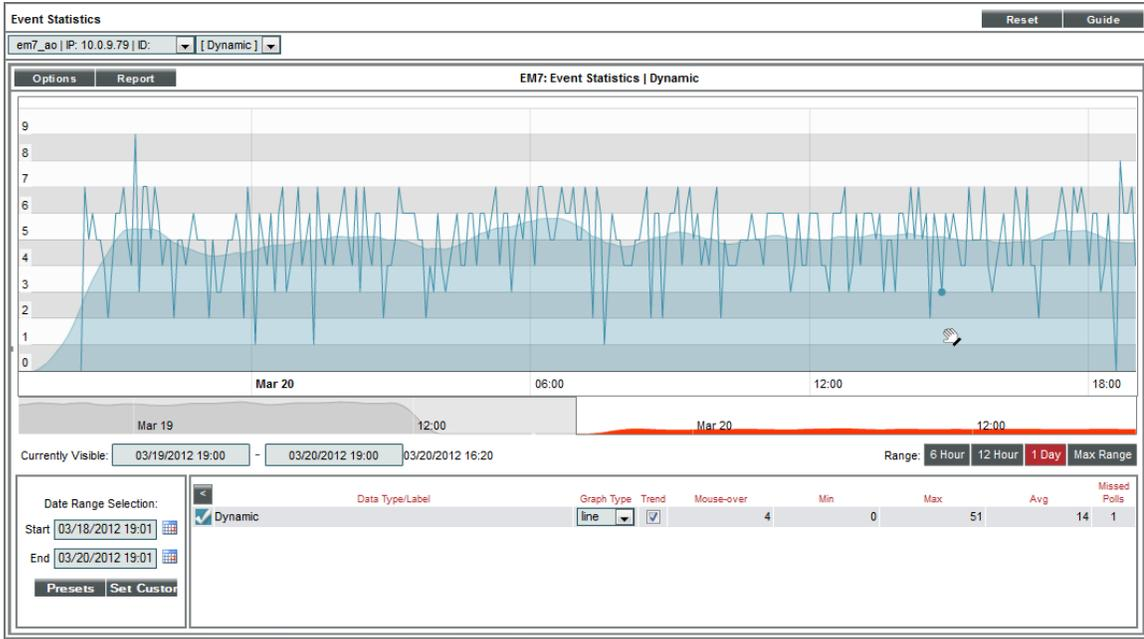 Event Statistics
Reset Guide
em7_ao | IP: 10.0.9.79 | ID: [ Dynamic ]
Options Report
EM7: Event Statistics | Dynamic
9
8
7
6
5
4
3
2
1
0
Mar 20 06:00 12:00 18:00
Mar 19 12:00 Mar 20 12:00
Currently Visible: 03/19/2012 19:00 - 03/20/2012 19:00 03/20/2012 16:20
Range: 6 Hour 12 Hour 1 Day Max Range
Date Range Selection:
Start 03/18/2012 19:01
End 03/20/2012 19:01
Presets Set Custor
< Data Type/Label Graph Type Trend Mouse-over Min Max Avg Missed Polls
Dynamic line 4 0 51 14 1